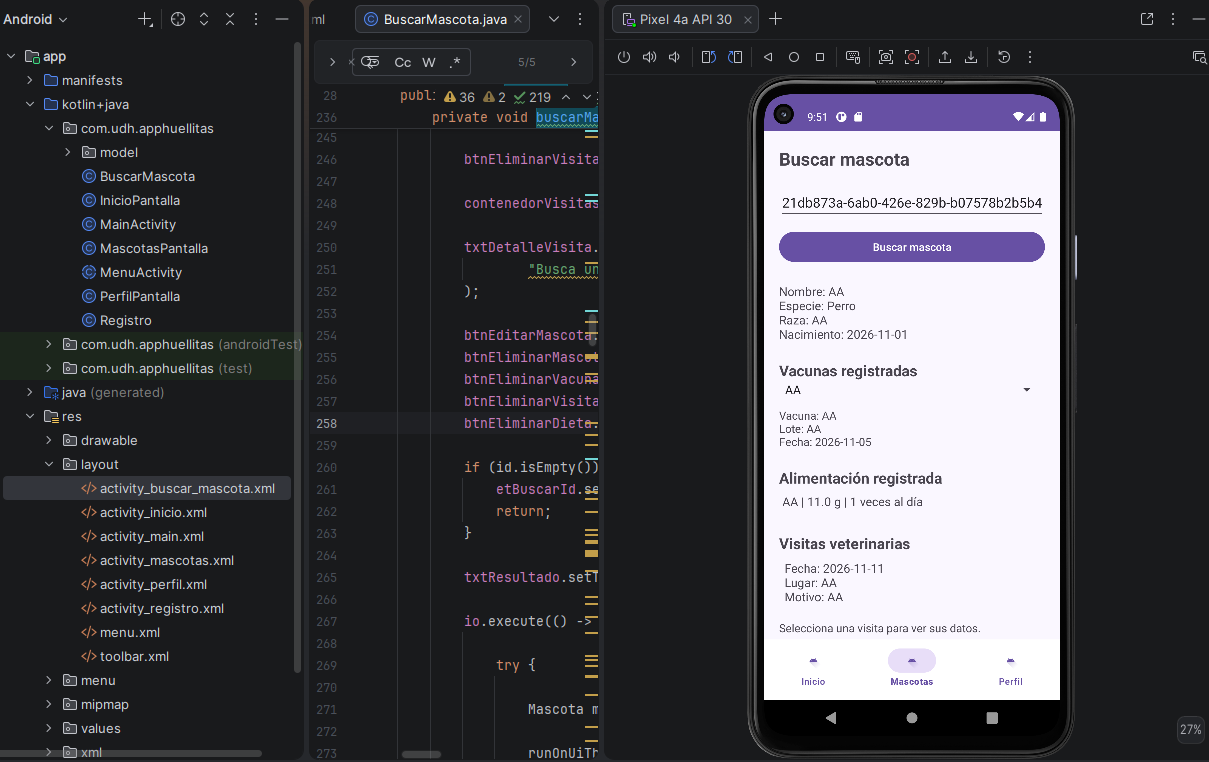 Android
app
manifests
kotlin+java
com.udh.apphuellitas
model
BuscarMascota
InicioPantalla
MainActivity
MascotasPantalla
MenuActivity
PerfilPantalla
Registro
com.udh.apphuellitas (androidTest)
com.udh.apphuellitas (test)
java (generated)
res
drawable
layout
activity_buscar_mascota.xml
activity_inicio.xml
activity_main.xml
activity_mascotas.xml
activity_perfil.xml
activity_registro.xml
menu.xml
toolbar.xml
menu
mipmap
values
xml
ml
BuscarMascota.java
Cc W .* 5/5
28 publ: 36 2 219
236 private void buscarMa
245
246 btnEliminarVisita
247
248 contenedorVisitas
249
250 txtDetalleVisita.
251 "Busca un
252 );
253
254 btnEditarMascota.
255 btnEliminarMascot
256 btnEliminarVacuna
257 btnEliminarVisita
258 btnEliminarDieta.
259
260 if (id.isEmpty())
261 etBuscarId.se
262 return;
263 }
264
265 txtResultado.setT
266
267 io.execute(() ->
268
269 try {
270
271 Mascota m
272
273 runOnUiTh
Pixel 4a API 30
9:51
Buscar mascota
21db873a-6ab0-426e-829b-b07578b2b5b4
Buscar mascota
Nombre: AA
Especie: Perro
Raza: AA
Nacimiento: 2026-11-01
Vacunas registradas
AA
Vacuna: AA
Lote: AA
Fecha: 2026-11-05
Alimentación registrada
AA | 11.0 g | 1 veces al día
Visitas veterinarias
Fecha: 2026-11-11
Lugar: AA
Motivo: AA
Selecciona una visita para ver sus datos.
Inicio Mascotas Perfil
27%